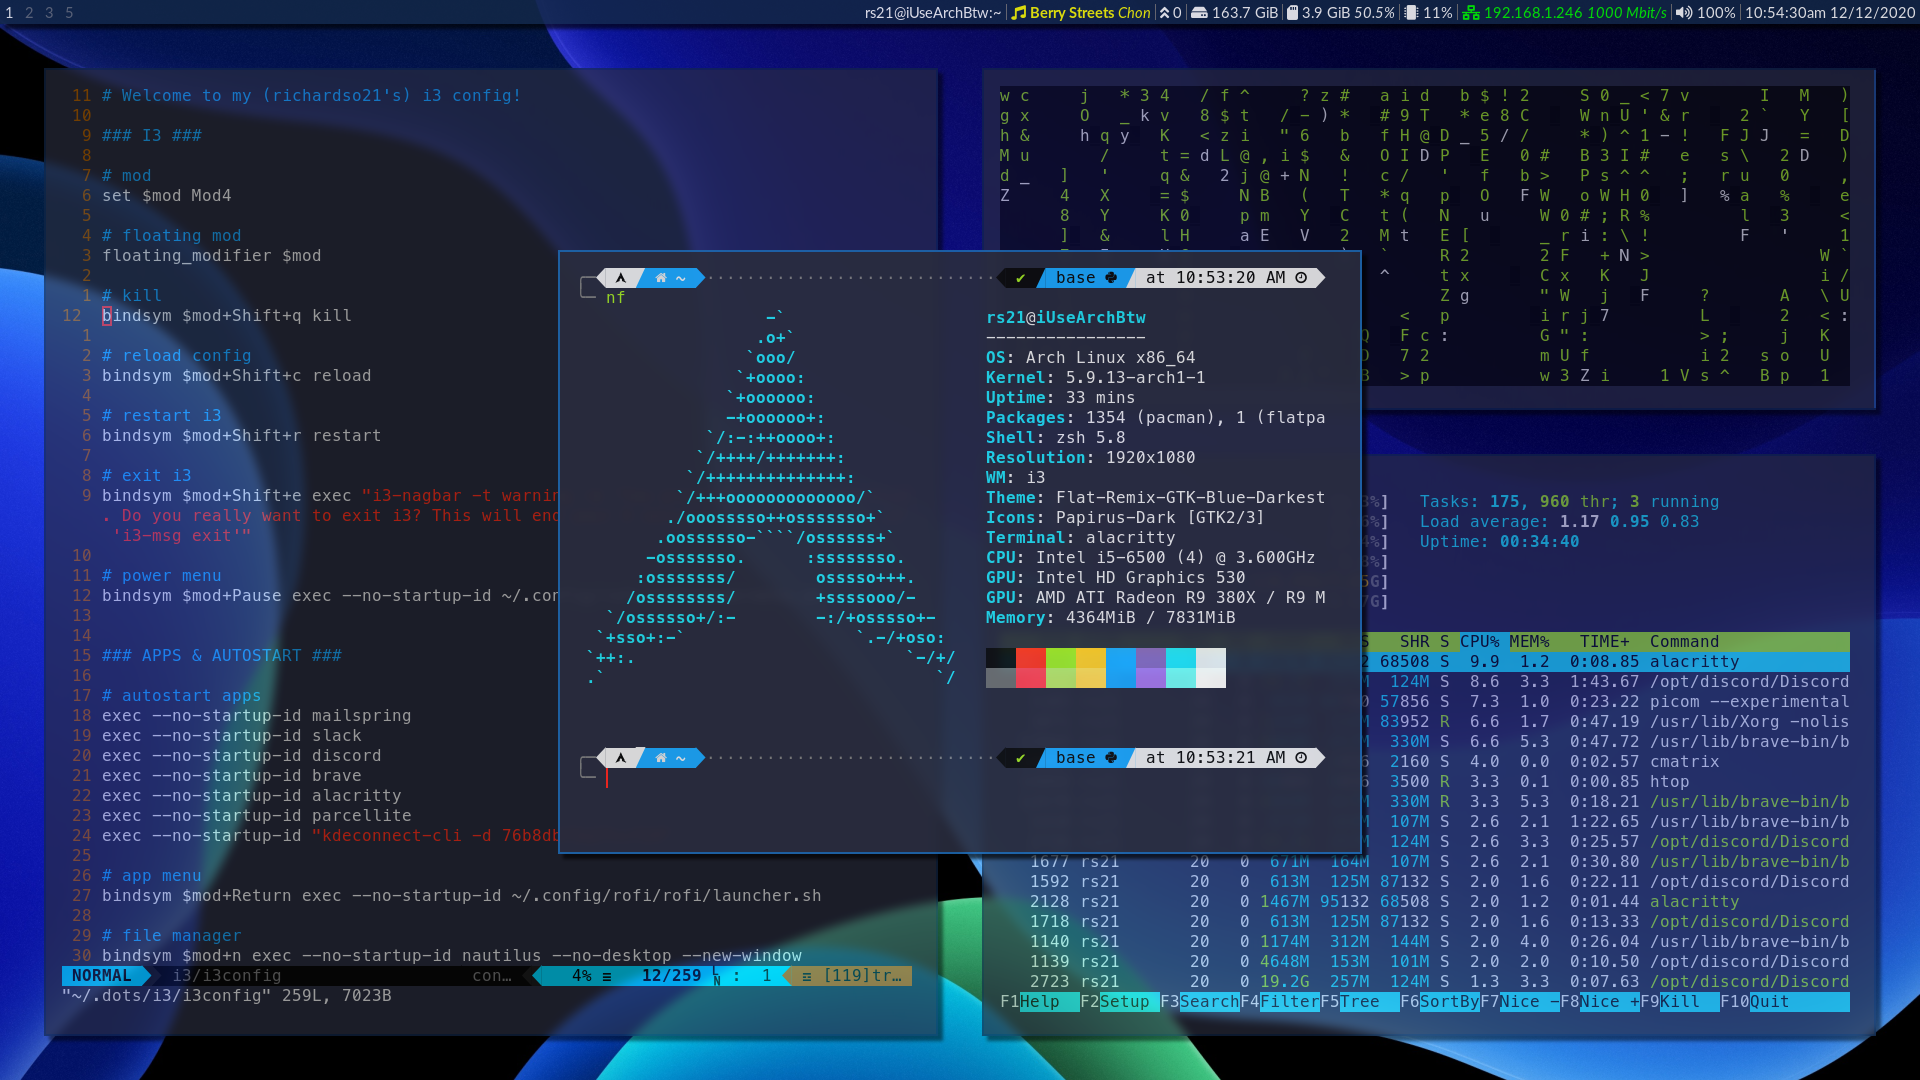 1 2 3 5
rs21@iUseArchBtw:~ Berry Streets Chon 0 163.7 GiB 3.9 GiB 50.5% 11% 192.168.1.246 1000 Mbit/s 100% 10:54:30am 12/12/2020
11 # Welcome to my (richardso21's) i3 config!
10
9 ### I3 ###
8
7 # mod
6 set $mod Mod4
5
4 # floating mod
3 floating_modifier $mod
2
1 # kill
12 bindsym $mod+Shift+q kill
1
2 # reload config
3 bindsym $mod+Shift+c reload
4
5 # restart i3
6 bindsym $mod+Shift+r restart
7
8 # exit i3
9 bindsym $mod+Shift+e exec "i3-nagbar -t warnin
. Do you really want to exit i3? This will end
'i3-msg exit'"
10
11 # power menu
12 bindsym $mod+Pause exec --no-startup-id ~/.con
13
14
15 ### APPS & AUTOSTART ###
16
17 # autostart apps
18 exec --no-startup-id mailspring
19 exec --no-startup-id slack
20 exec --no-startup-id discord
21 exec --no-startup-id brave
22 exec --no-startup-id alacritty
23 exec --no-startup-id parcellite
24 exec --no-startup-id "kdeconnect-cli -d 76b8db
25
26 # app menu
27 bindsym $mod+Return exec --no-startup-id ~/.config/rofi/rofi/launcher.sh
28
29 # file manager
30 bindsym $mod+n exec --no-startup-id nautilus --no-desktop --new-window
NORMAL i3/i3config con… 4% ≡ 12/259 : 1 [119]tr…
"~/.dots/i3/i3config" 259L, 7023B
~ ✔ base at 10:53:20 AM
nf
rs21@iUseArchBtw
----------------
OS: Arch Linux x86_64
Kernel: 5.9.13-arch1-1
Uptime: 33 mins
Packages: 1354 (pacman), 1 (flatpa
Shell: zsh 5.8
Resolution: 1920x1080
WM: i3
Theme: Flat-Remix-GTK-Blue-Darkest
Icons: Papirus-Dark [GTK2/3]
Terminal: alacritty
CPU: Intel i5-6500 (4) @ 3.600GHz
GPU: Intel HD Graphics 530
GPU: AMD ATI Radeon R9 380X / R9 M
Memory: 4364MiB / 7831MiB
~ ✔ base at 10:53:21 AM
Tasks: 175, 960 thr; 3 running
Load average: 1.17 0.95 0.83
Uptime: 00:34:40
SHR S CPU% MEM% TIME+ Command
68508 S 9.9 1.2 0:08.85 alacritty
124M S 8.6 3.3 1:43.67 /opt/discord/Discord
57856 S 7.3 1.0 0:23.22 picom --experimental
83952 R 6.6 1.7 0:47.19 /usr/lib/Xorg -nolis
330M S 6.6 5.3 0:47.72 /usr/lib/brave-bin/b
2160 S 4.0 0.0 0:02.57 cmatrix
3500 R 3.3 0.1 0:00.85 htop
330M R 3.3 5.3 0:18.21 /usr/lib/brave-bin/b
107M S 2.6 2.1 1:22.65 /usr/lib/brave-bin/b
124M S 2.6 3.3 0:25.57 /opt/discord/Discord
1677 rs21 20 0 671M 164M 107M S 2.6 2.1 0:30.80 /usr/lib/brave-bin/b
1592 rs21 20 0 613M 125M 87132 S 2.0 1.6 0:22.11 /opt/discord/Discord
2128 rs21 20 0 1467M 95132 68508 S 2.0 1.2 0:01.44 alacritty
1718 rs21 20 0 613M 125M 87132 S 2.0 1.6 0:13.33 /opt/discord/Discord
1140 rs21 20 0 1174M 312M 144M S 2.0 4.0 0:26.04 /usr/lib/brave-bin/b
1139 rs21 20 0 4648M 153M 101M S 2.0 2.0 0:10.50 /opt/discord/Discord
2723 rs21 20 0 19.2G 257M 124M S 1.3 3.3 0:07.63 /opt/discord/Discord
F1Help F2Setup F3SearchF4FilterF5Tree F6SortByF7Nice -F8Nice +F9Kill F10Quit